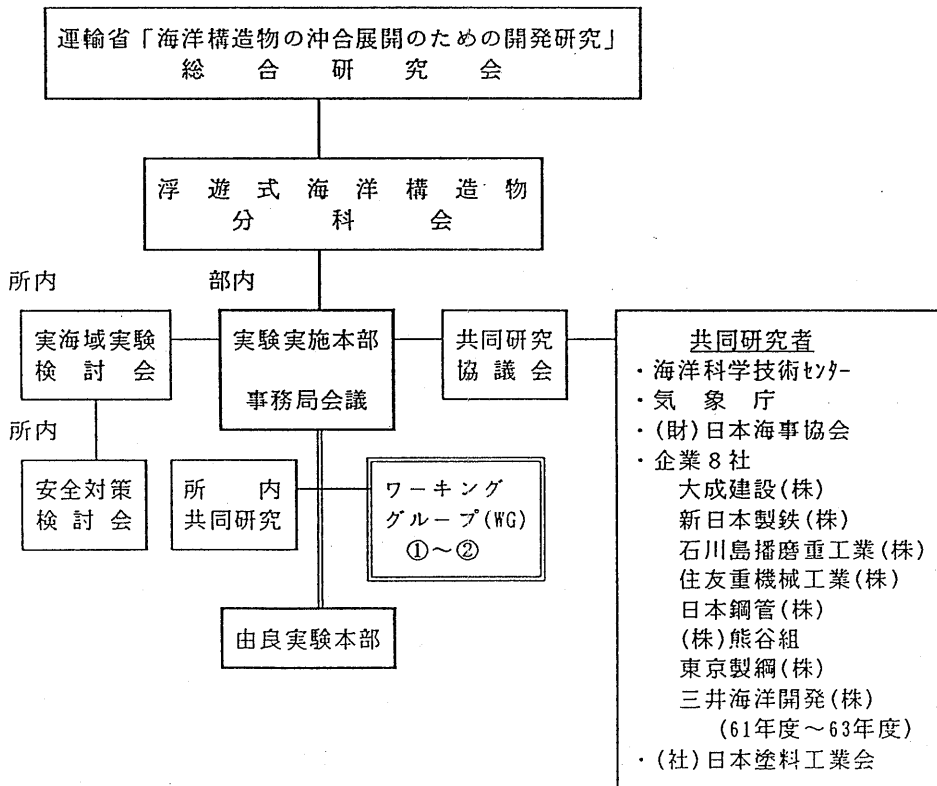 運輸省「海洋構造物の沖合展開のための開発研究」
総合研究会
浮遊式海洋構造物
分科会
所内
部内
実海域実験
検討会
実験実施本部
事務局会議
共同研究
協議会
所内
安全対策
検討会
所内
共同研究
ワーキング
グループ(WG)
①~②
由良実験本部
共同研究者
・海洋科学技術センター
・気象庁
・(財)日本海事協会
・企業8社
大成建設(株)
新日本製鉄(株)
石川島播磨重工業(株)
住友重機械工業(株)
日本鋼管(株)
(株)熊谷組
東京製綱(株)
三井海洋開発(株)
(61年度~63年度)
・(社)日本塗料工業会